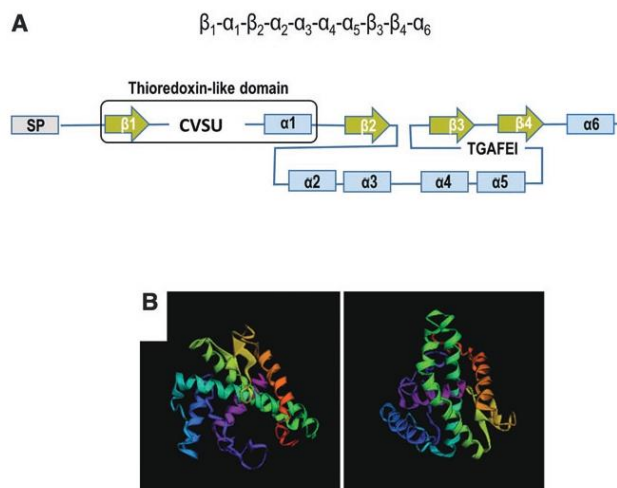 A
β₁-α₁-β₂-α₂-α₃-α₄-α₅-β₃-β₄-α₆
Thioredoxin-like domain
SP β1 CVSU α1 β2 β3 β4 α6
TGAFEI
α2 α3 α4 α5
B